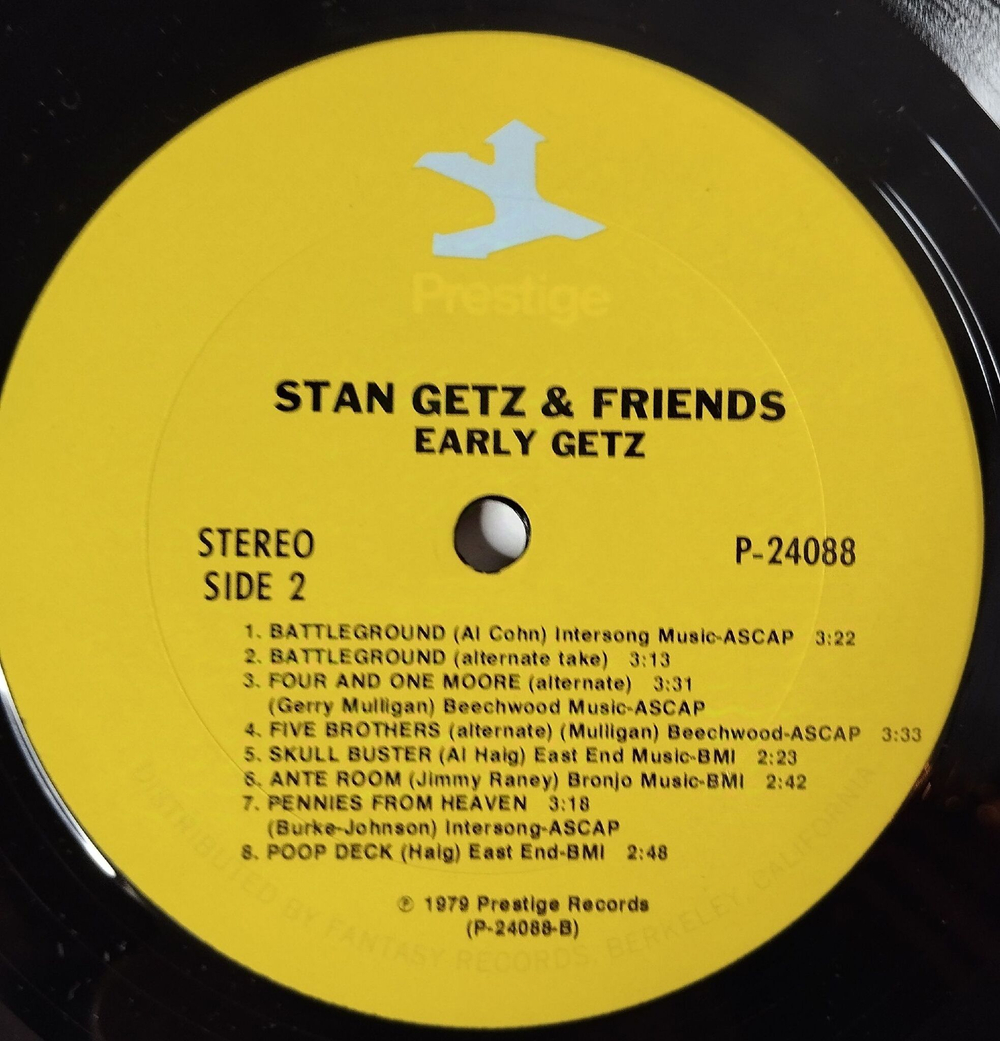 Prestige
STAN GETZ & FRIENDS
EARLY GETZ
STEREO
SIDE 2
P-24088
1. BATTLEGROUND (Al Cohn) Intersong Music-ASCAP 3:22
2. BATTLEGROUND (alternate take) 3:13
3. FOUR AND ONE MOORE (alternate) 3:31
(Gerry Mulligan) Beechwood Music-ASCAP
4. FIVE BROTHERS (alternate) (Mulligan) Beechwood-ASCAP 3:33
5. SKULL BUSTER (Al Haig) East End Music-BMI 2:23
6. ANTE ROOM (Jimmy Raney) Bronjo Music-BMI 2:42
7. PENNIES FROM HEAVEN 3:18
(Burke-Johnson) Intersong-ASCAP
8. POOP DECK (Haig) East End-BMI 2:48
℗ 1979 Prestige Records
(P-24088-B)
DISTRIBUTED BY FANTASY RECORDS, BERKELEY, CALIFORNIA